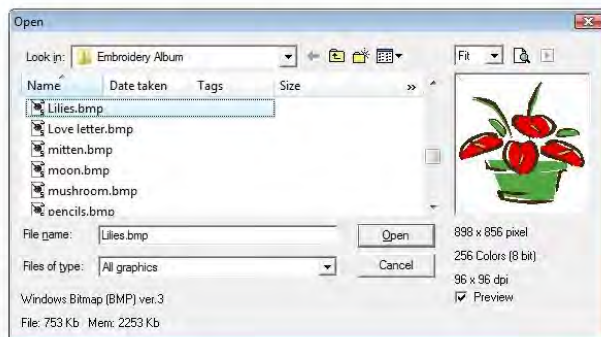 Open
Look in: Embroidery Album
Fit
Name Date taken Tags Size »
Lilies.bmp
Love letter.bmp
mitten.bmp
moon.bmp
mushroom.bmp
pencils.bmp
File name: Lilies.bmp Open
Files of type: All graphics Cancel
Windows Bitmap (BMP) ver.3
File: 753 Kb Mem: 2253 Kb
898 x 856 pixel
256 Colors (8 bit)
96 x 96 dpi
Preview